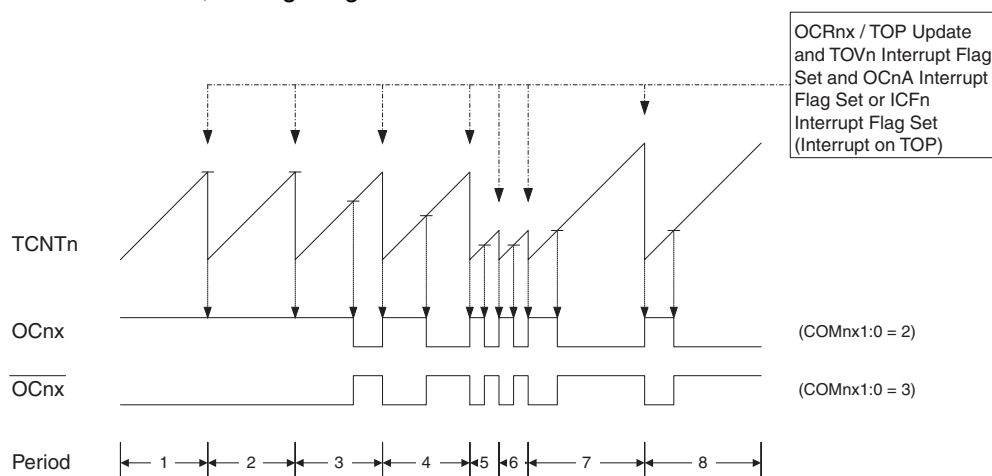 OCRnx / TOP Update
and TOVn Interrupt Flag
Set and OCnA Interrupt
Flag Set or ICFn
Interrupt Flag Set
(Interrupt on TOP)
TCNTn
OCnx (COMnx1:0 = 2)
OCnx (COMnx1:0 = 3)
Period 1 2 3 4 5 6 7 8